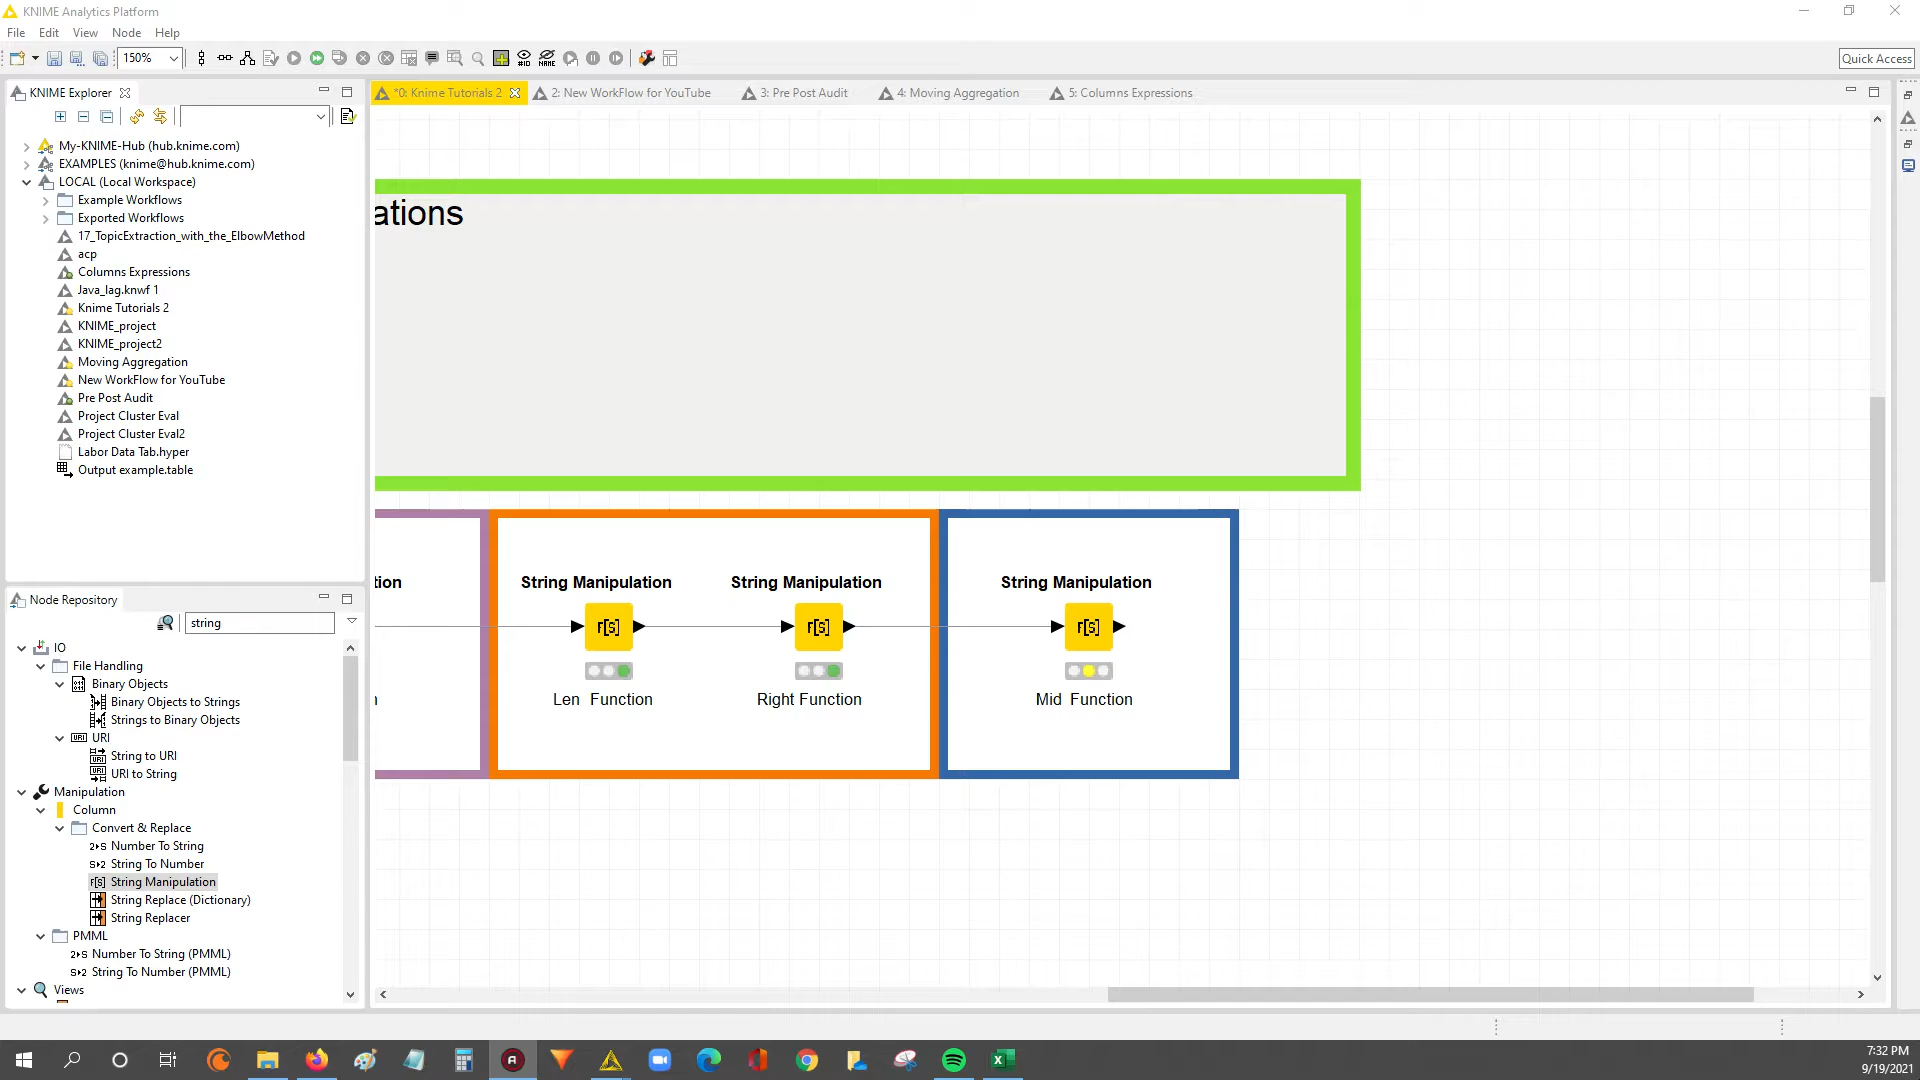 KNIME Analytics Platform
File Edit View Node Help
150%
Quick Access
KNIME Explorer
*0: Knime Tutorials 2
2: New WorkFlow for YouTube
3: Pre Post Audit
4: Moving Aggregation
5: Columns Expressions
My-KNIME-Hub (hub.knime.com)
EXAMPLES (knime@hub.knime.com)
LOCAL (Local Workspace)
Example Workflows
Exported Workflows
17_TopicExtraction_with_the_ElbowMethod
acp
Columns Expressions
Java_lag.knwf 1
Knime Tutorials 2
KNIME_project
KNIME_project2
Moving Aggregation
New WorkFlow for YouTube
Pre Post Audit
Project Cluster Eval
Project Cluster Eval2
Labor Data Tab.hyper
Output example.table
ations
tion
String Manipulation
String Manipulation
String Manipulation
r[s]
r[s]
r[s]
n
Len Function
Right Function
Mid Function
Node Repository
string
IO
File Handling
Binary Objects
Binary Objects to Strings
Strings to Binary Objects
URI
String to URI
URI to String
Manipulation
Column
Convert & Replace
Number To String
String To Number
String Manipulation
String Replace (Dictionary)
String Replacer
PMML
Number To String (PMML)
String To Number (PMML)
Views
7:32 PM
9/19/2021